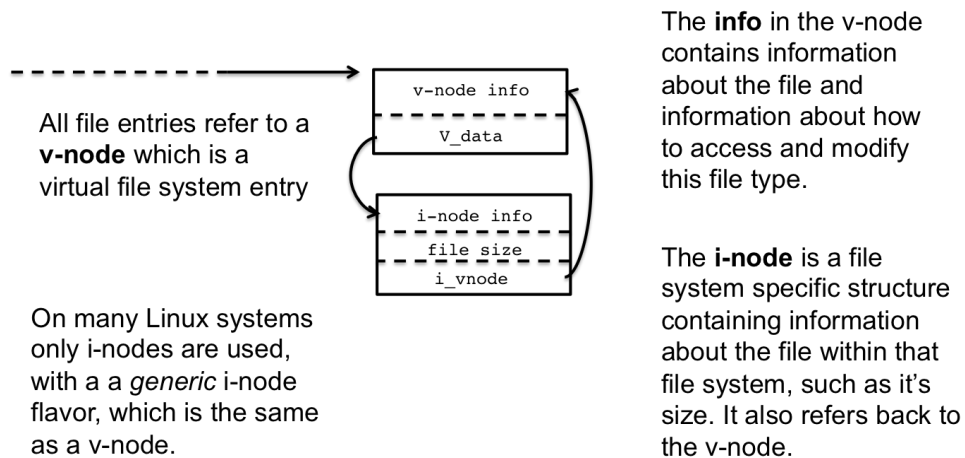 All file entries refer to a
v-node which is a
virtual file system entry
v-node info
V_data
i-node info
file size
i_vnode
The info in the v-node
contains information
about the file and
information about how
to access and modify
this file type.
On many Linux systems
only i-nodes are used,
with a a generic i-node
flavor, which is the same
as a v-node.
The i-node is a file
system specific structure
containing information
about the file within that
file system, such as it's
size. It also refers back to
the v-node.